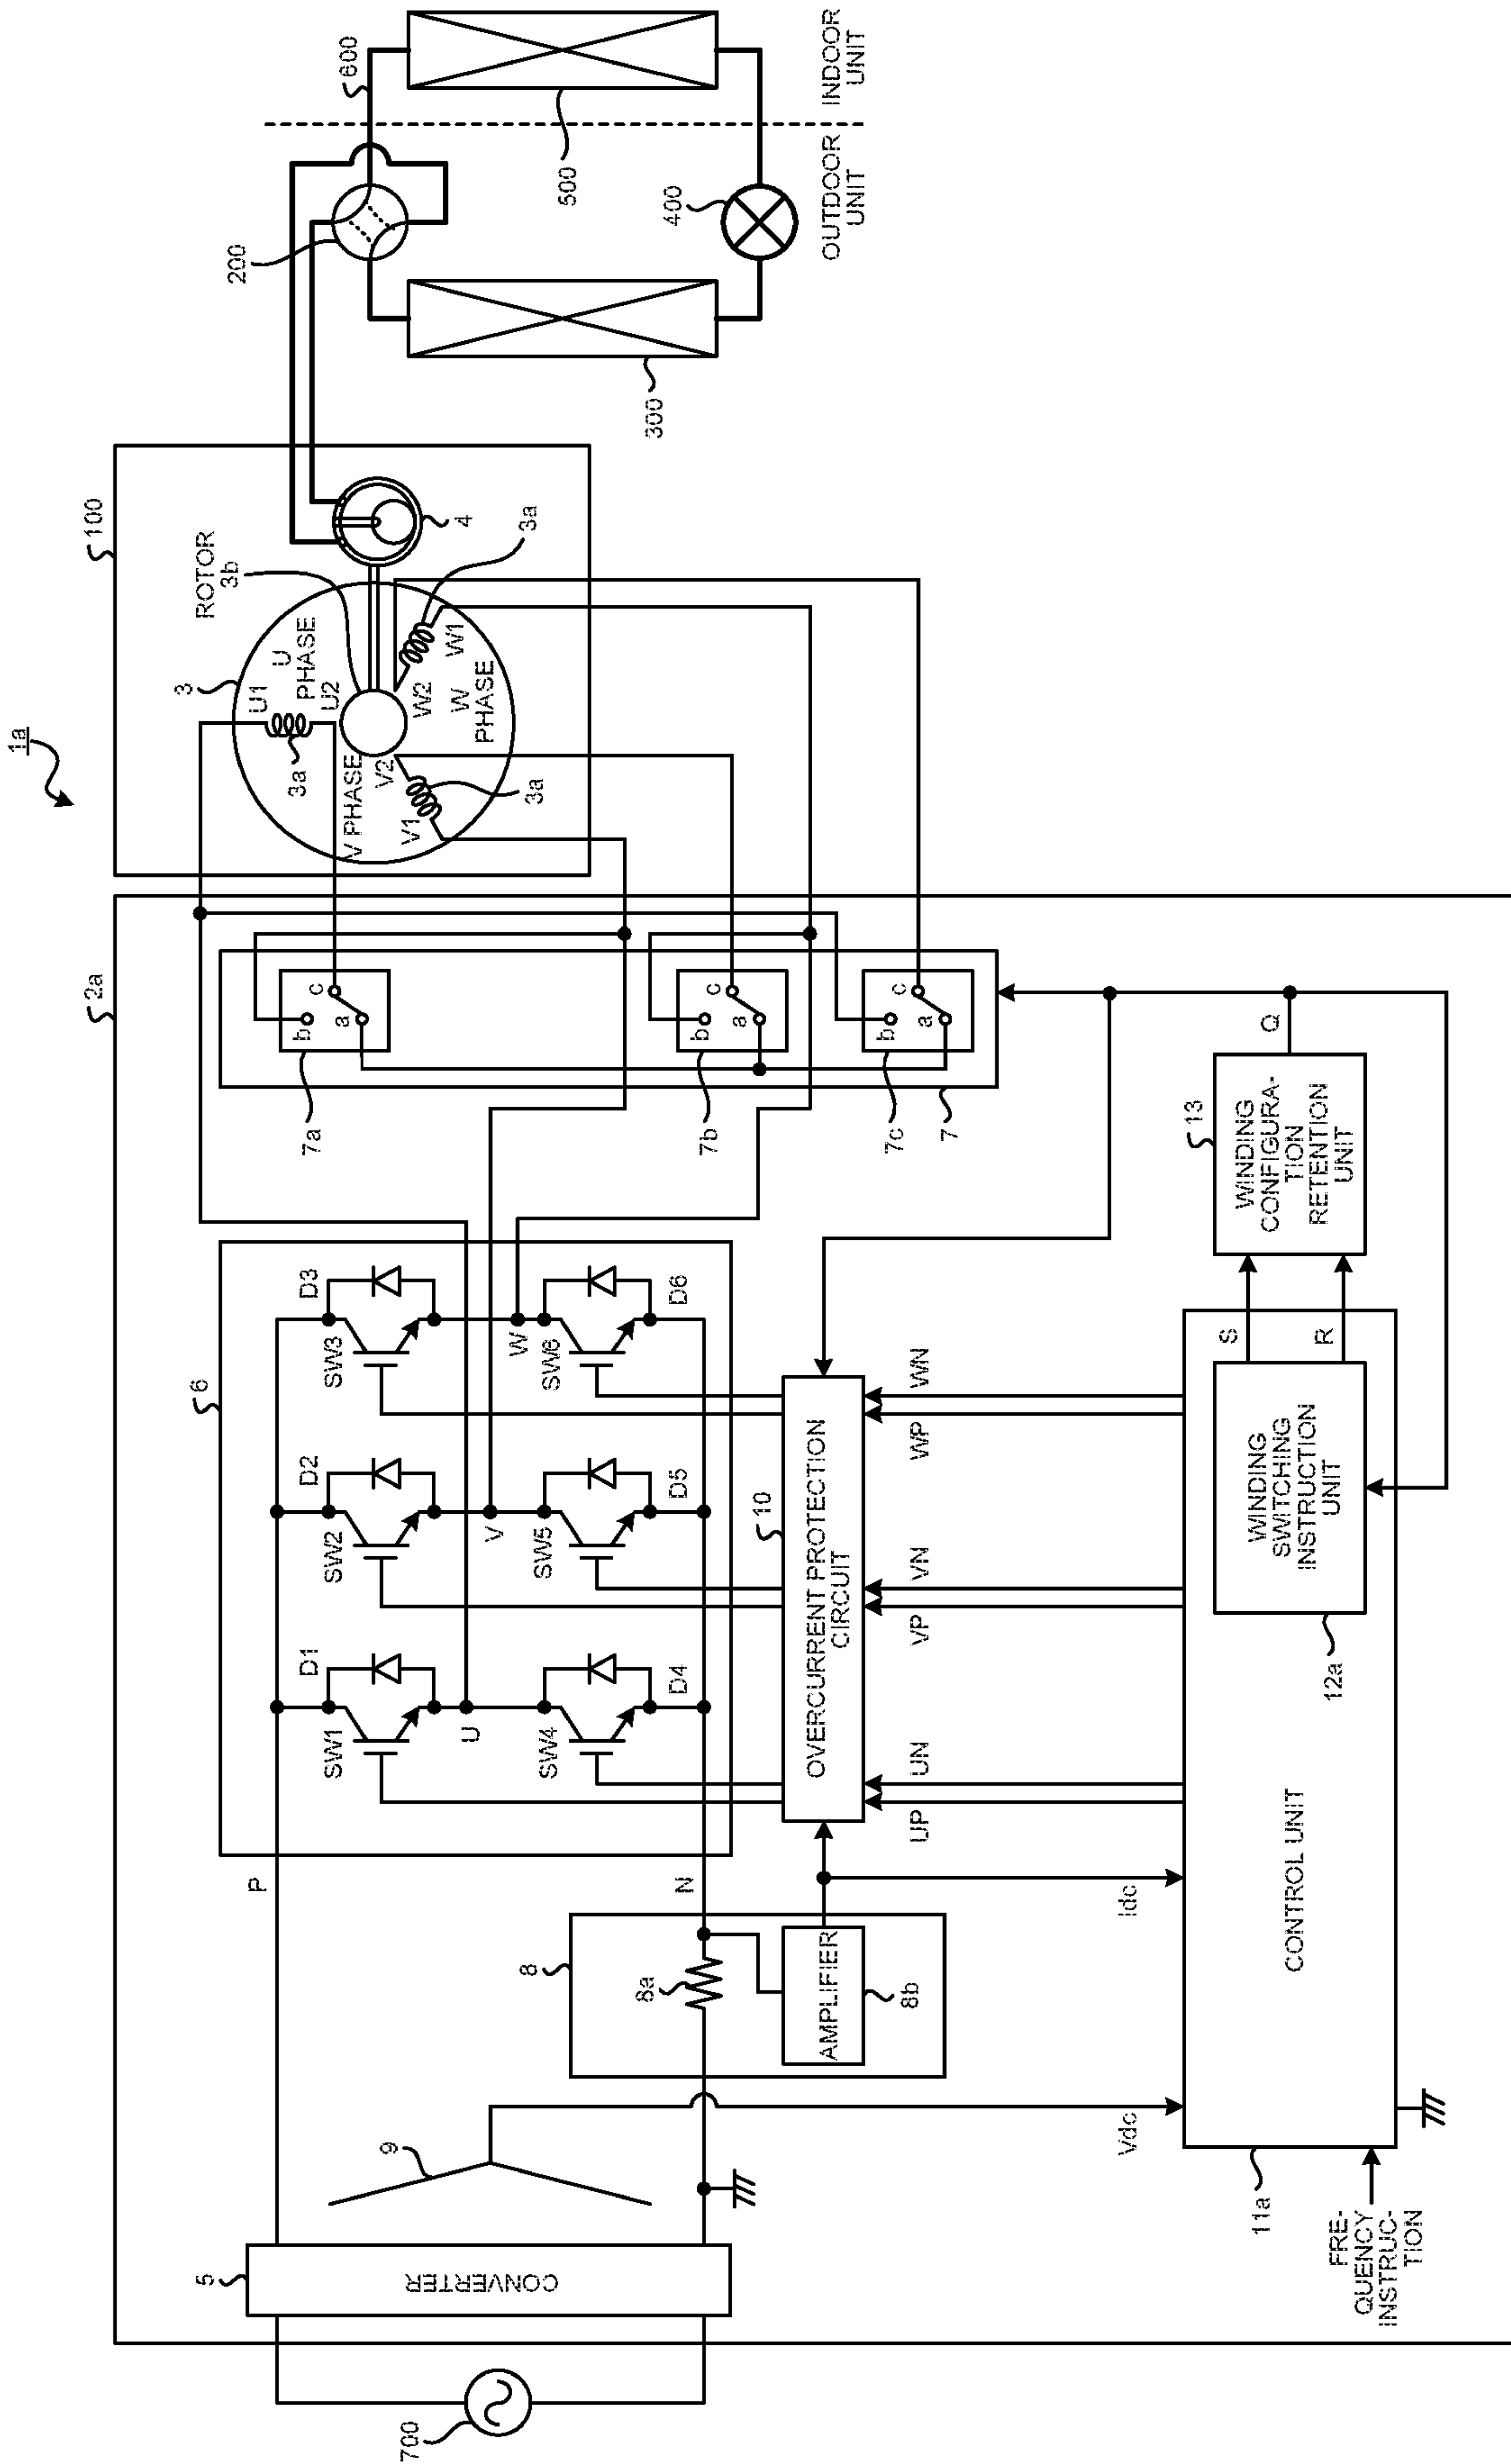 1a
2a
100
3
U1
U
PHASE
U2
3a
ROTOR
3b
V PHASE
V2
V1
3a
W2
W1
W
PHASE
3a
4
200
600
300
500
400
OUTDOOR
UNIT
INDOOR
UNIT
700
5
CONVERTER
9
Vdc
P
N
8
8a
AMPLIFIER
8b
Idc
6
SW1
D1
SW2
D2
SW3
D3
U
V
W
SW4
D4
SW5
D5
SW6
D6
10
OVERCURRENT PROTECTION
CIRCUIT
UP
UN
VP
VN
WP
WN
7a
b
a
c
7b
b
a
c
7c
b
a
c
7
FRE-
QUENCY
INSTRUC-
TION
11a
CONTROL UNIT
12a
WINDING
SWITCHING
INSTRUCTION
UNIT
S
R
13
WINDING
CONFIGURA-
TION
RETENTION
UNIT
Q